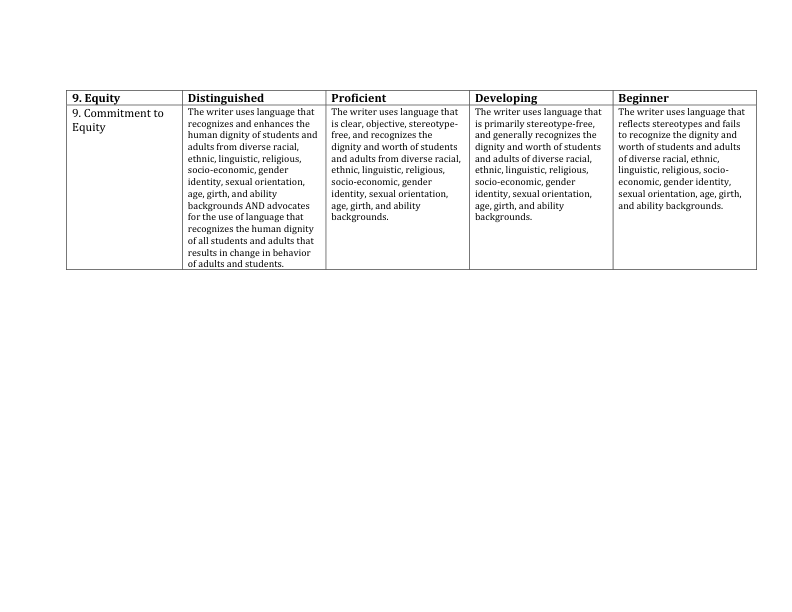 9. Equity
Distinguished
Proficient
Developing
Beginner
9. Commitment to
Equity
The writer uses language that
recognizes and enhances the
human dignity of students and
adults from diverse racial,
ethnic, linguistic, religious,
socio-economic, gender
identity, sexual orientation,
age, girth, and ability
backgrounds AND advocates
for the use of language that
recognizes the human dignity
of all students and adults that
results in change in behavior
of adults and students.
The writer uses language that
is clear, objective, stereotype-
free, and recognizes the
dignity and worth of students
and adults from diverse racial,
ethnic, linguistic, religious,
socio-economic, gender
identity, sexual orientation,
age, girth, and ability
backgrounds.
The writer uses language that
is primarily stereotype-free,
and generally recognizes the
dignity and worth of students
and adults of diverse racial,
ethnic, linguistic, religious,
socio-economic, gender
identity, sexual orientation,
age, girth, and ability
backgrounds.
The writer uses language that
reflects stereotypes and fails
to recognize the dignity and
worth of students and adults
of diverse racial, ethnic,
linguistic, religious, socio-
economic, gender identity,
sexual orientation, age, girth,
and ability backgrounds.